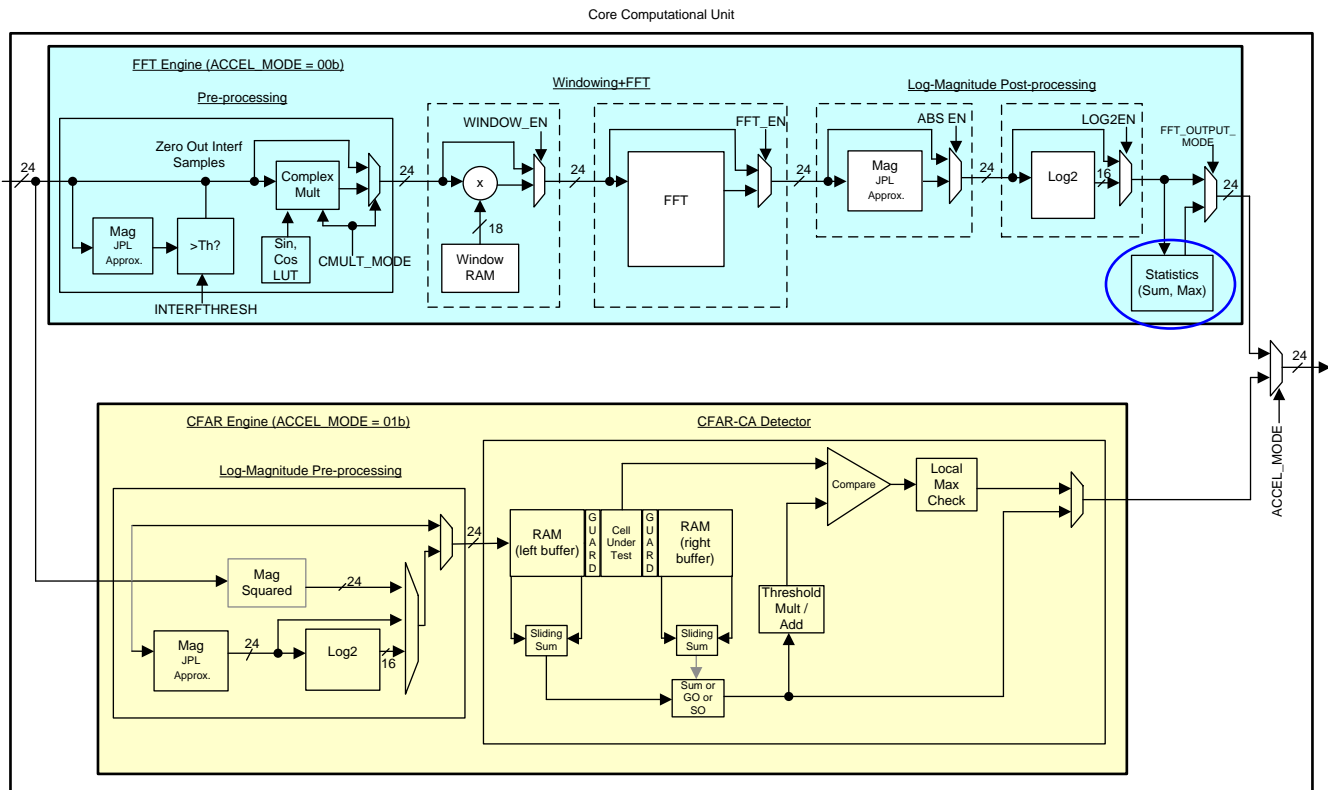 Core Computational Unit
FFT Engine (ACCEL_MODE = 00b)
Pre-processing
Windowing+FFT
Log-Magnitude Post-processing
Zero Out Interf
Samples
24
Complex
Mult
24
Mag
JPL
Approx.
>Th?
Sin,
Cos
LUT
CMULT_MODE
INTERFTHRESH
WINDOW_EN
x
24
18
Window
RAM
FFT_EN
FFT
24
ABS EN
Mag
JPL
Approx.
24
LOG2EN
Log2
16
FFT_OUTPUT_
MODE
24
Statistics
(Sum, Max)
24
ACCEL_MODE
CFAR Engine (ACCEL_MODE = 01b)
CFAR-CA Detector
Log-Magnitude Pre-processing
24
Mag
Squared
24
Mag
JPL
Approx.
24
Log2
16
RAM
(left buffer)
G
U
A
R
D
Cell
Under
Test
G
U
A
R
D
RAM
(right
buffer)
Sliding
Sum
Sliding
Sum
Sum or
GO or
SO
Threshold
Mult /
Add
Compare
Local
Max
Check